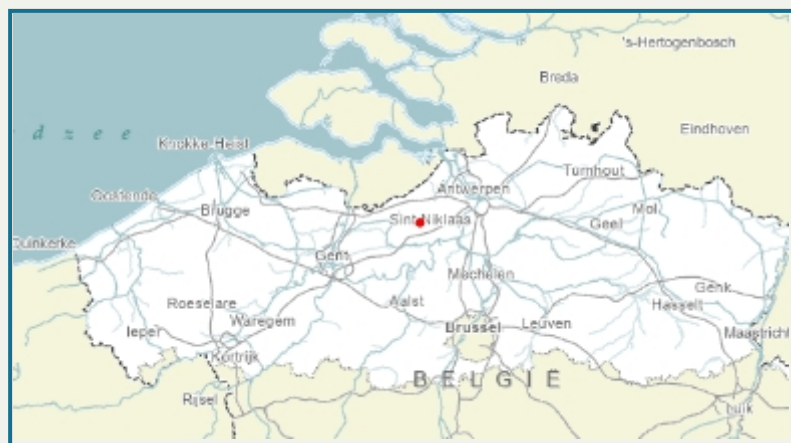 's-Hertogenbosch
Breda
dzee
Eindhoven
Knokke-Heist
Turnhout
Antwerpen
Oostende
Mol
Brugge
Sint-Niklaas
Geel
Duinkerke
Gent
Mechelen
Genk
Roeselare
Aalst
Hasselt
Waregem
Ieper
Brussel
Leuven
Maastricht
Kortrijk
BELGIË
Rijsel
Luik